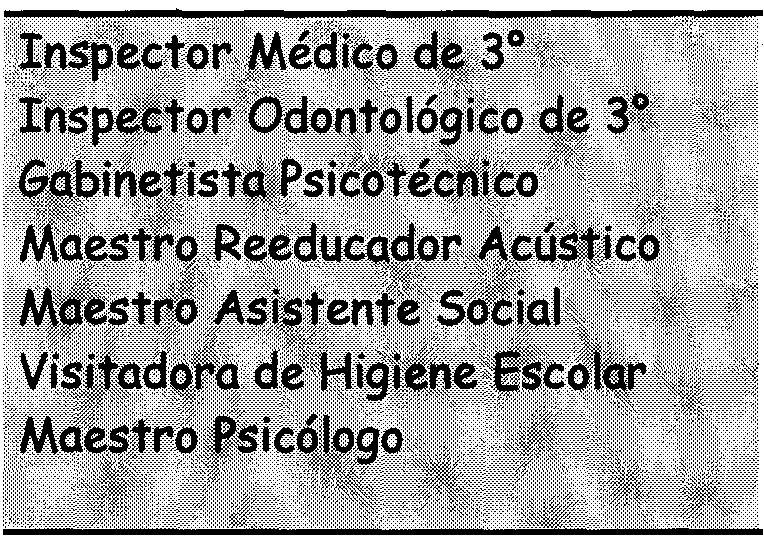 Inspector Médico de 3°
Inspector Odontológico de 3°
Gabinetista Psicotécnico
Maestro Reeducador Acústico
Maestro Asistente Social
Visitadora de Higiene Escolar
Maestro Psicólogo